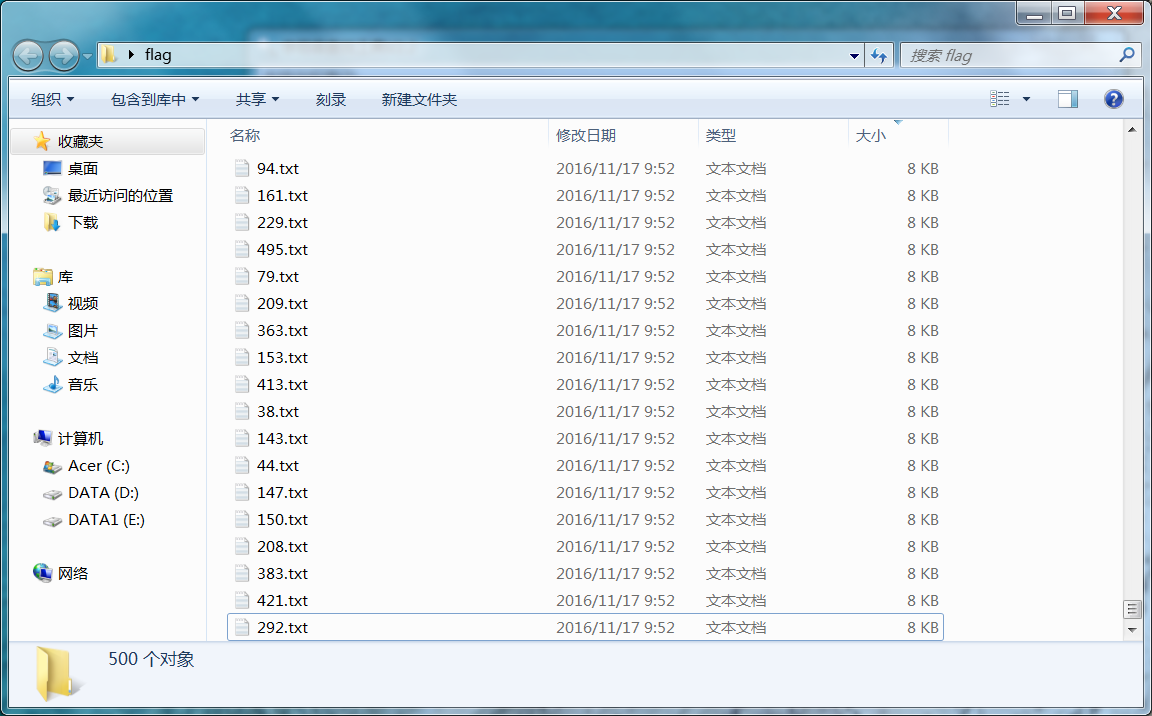 flag
搜索 flag
组织 包含到库中 共享 刻录 新建文件夹
收藏夹
桌面
最近访问的位置
下载
库
视频
图片
文档
音乐
计算机
Acer (C:)
DATA (D:)
DATA1 (E:)
网络
名称 修改日期 类型 大小
94.txt 2016/11/17 9:52 文本文档 8 KB
161.txt 2016/11/17 9:52 文本文档 8 KB
229.txt 2016/11/17 9:52 文本文档 8 KB
495.txt 2016/11/17 9:52 文本文档 8 KB
79.txt 2016/11/17 9:52 文本文档 8 KB
209.txt 2016/11/17 9:52 文本文档 8 KB
363.txt 2016/11/17 9:52 文本文档 8 KB
153.txt 2016/11/17 9:52 文本文档 8 KB
413.txt 2016/11/17 9:52 文本文档 8 KB
38.txt 2016/11/17 9:52 文本文档 8 KB
143.txt 2016/11/17 9:52 文本文档 8 KB
44.txt 2016/11/17 9:52 文本文档 8 KB
147.txt 2016/11/17 9:52 文本文档 8 KB
150.txt 2016/11/17 9:52 文本文档 8 KB
208.txt 2016/11/17 9:52 文本文档 8 KB
383.txt 2016/11/17 9:52 文本文档 8 KB
421.txt 2016/11/17 9:52 文本文档 8 KB
292.txt 2016/11/17 9:52 文本文档 8 KB
500 个对象